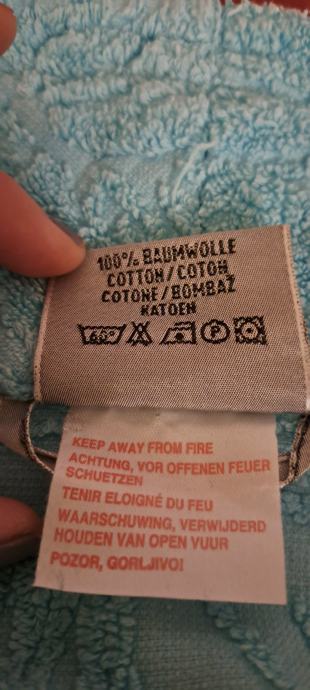 100% BAUMWOLLE
COTTON/COTON
COTONE/BOMBAŽ
KATOEN
60° P
KEEP AWAY FROM FIRE
ACHTUNG, VOR OFFENEN FEUER
SCHUETZEN
TENIR ELOIGNÉ DU FEU
WAARSCHUWING, VERWIJDERD
HOUDEN VAN OPEN VUUR
POZOR, GORLJIVO!